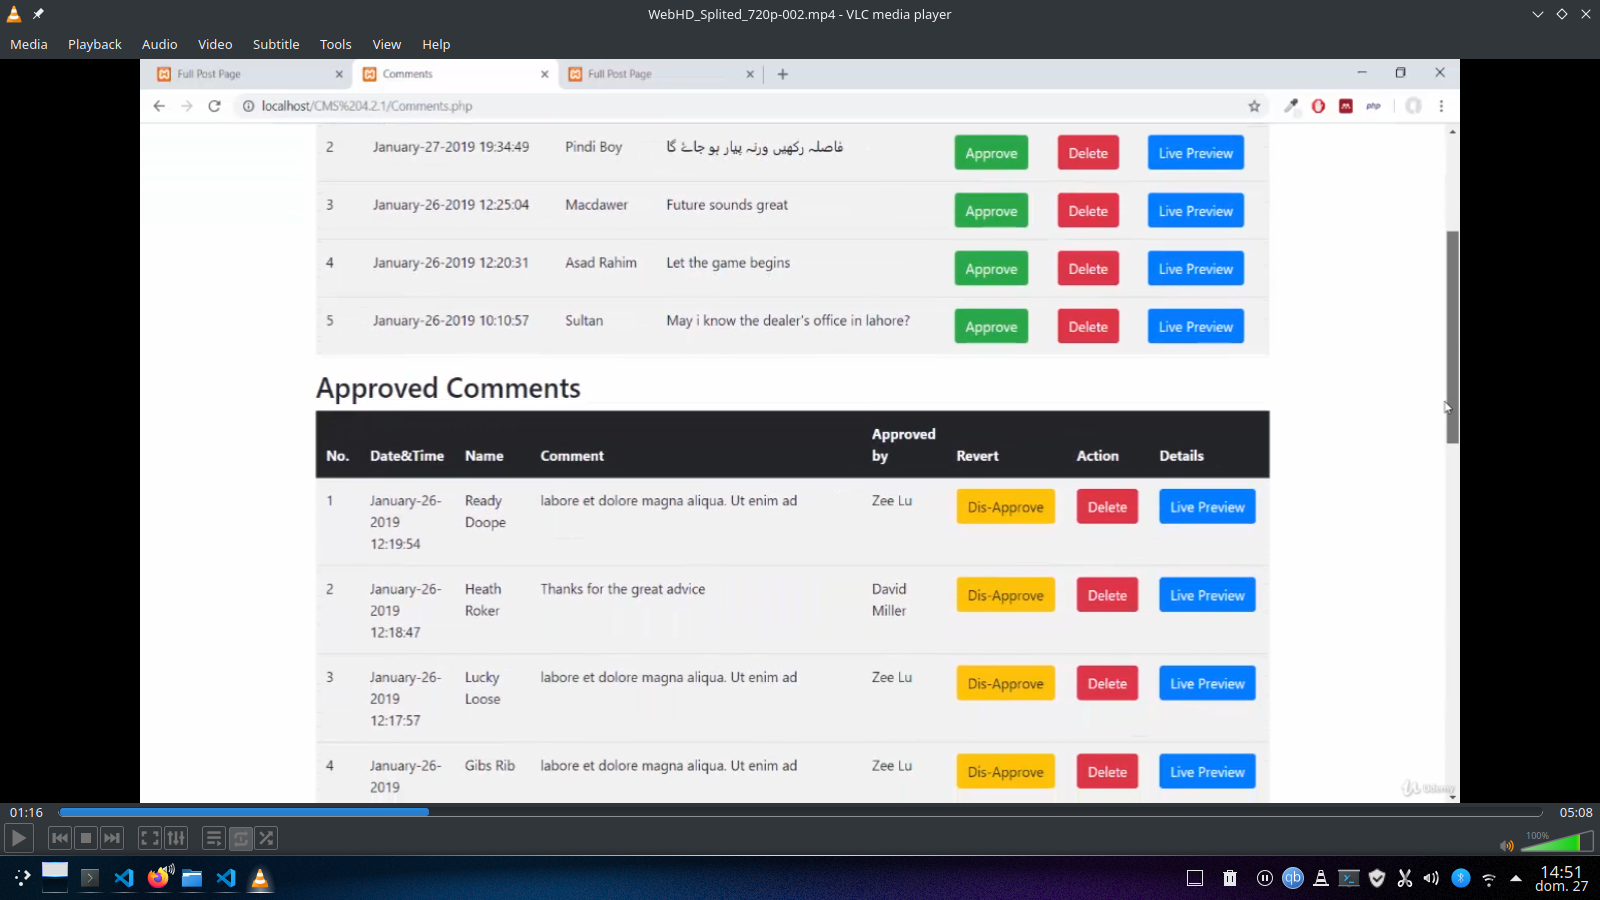 WebHD_Splited_720p-002.mp4 - VLC media player
Media Playback Audio Video Subtitle Tools View Help
Full Post Page Comments Full Post Page
localhost/CMS%204.2.1/Comments.php php
2 January-27-2019 19:34:49 Pindi Boy فاصلہ رکھیں ورنہ پیار ہو جاۓ گا Approve Delete Live Preview
3 January-26-2019 12:25:04 Macdawer Future sounds great Approve Delete Live Preview
4 January-26-2019 12:20:31 Asad Rahim Let the game begins Approve Delete Live Preview
5 January-26-2019 10:10:57 Sultan May i know the dealer's office in lahore? Approve Delete Live Preview
Approved Comments
No. Date&Time Name Comment Approved by Revert Action Details
1 January-26- Ready labore et dolore magna aliqua. Ut enim ad Zee Lu Dis-Approve Delete Live Preview
2019 Doope
12:19:54
2 January-26- Heath Thanks for the great advice David Dis-Approve Delete Live Preview
2019 Roker Miller
12:18:47
3 January-26- Lucky labore et dolore magna aliqua. Ut enim ad Zee Lu Dis-Approve Delete Live Preview
2019 Loose
12:17:57
4 January-26- Gibs Rib labore et dolore magna aliqua. Ut enim ad Zee Lu Dis-Approve Delete Live Preview
2019
Udemy
01:16 05:08
100%
qb
14:51
dom. 27